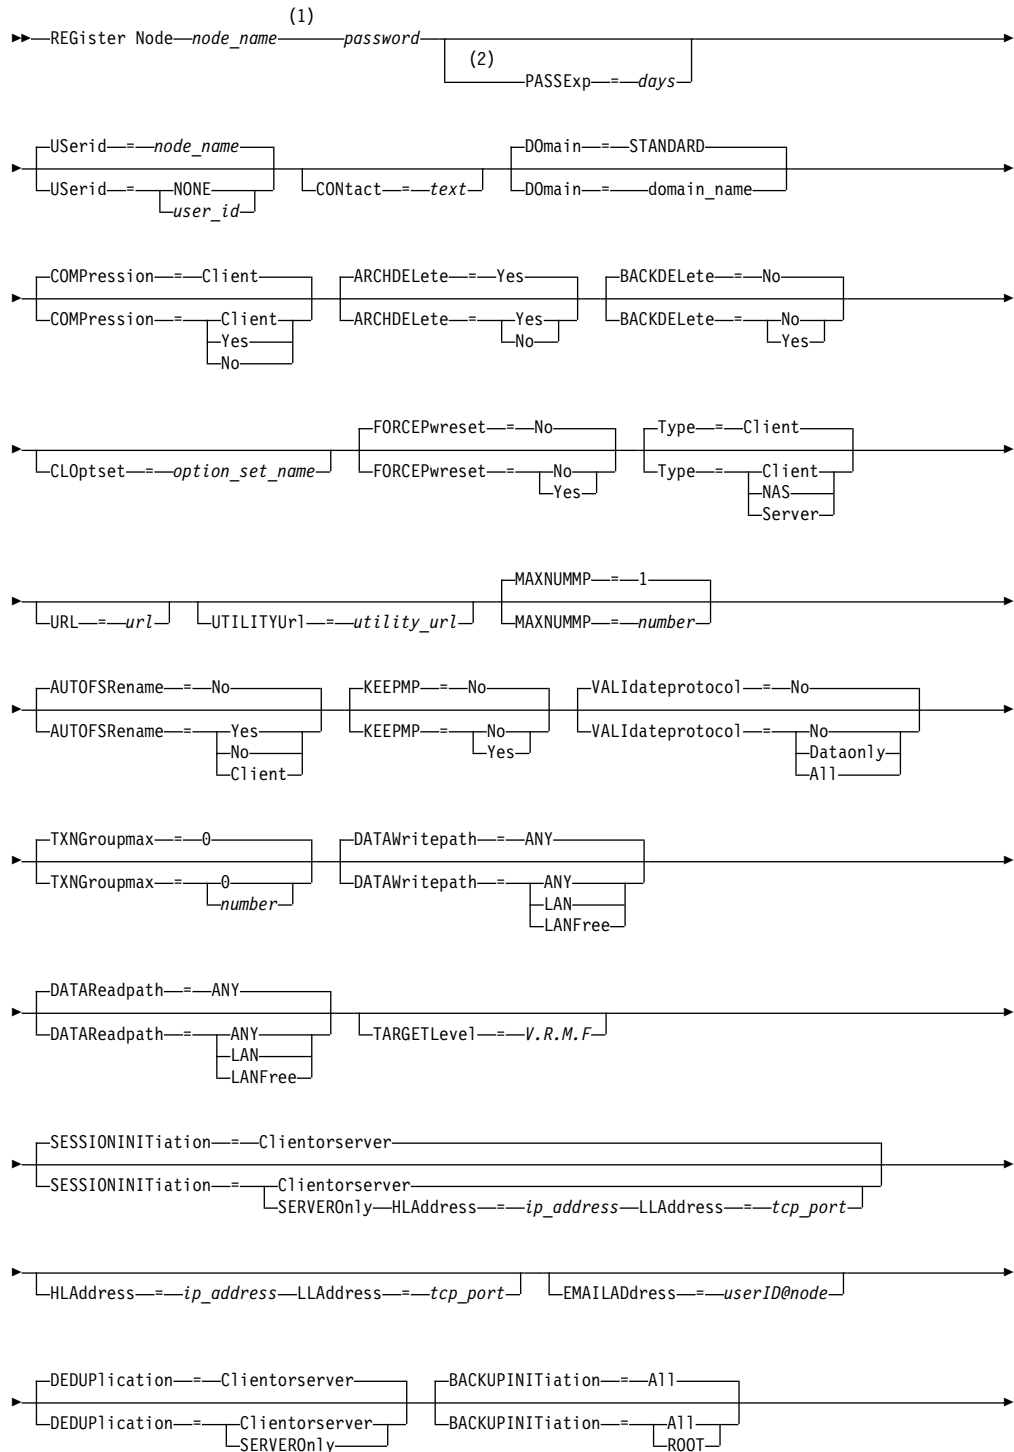 (1)
REGister Node node_name password
(2)
PASSExp = days
USerid = node_name
USerid = NONE
user_id
CONtact = text
DOmain = STANDARD
DOmain = domain_name
COMPression = Client
COMPression = Client
Yes
No
ARCHDELete = Yes
ARCHDELete = Yes
No
BACKDELete = No
BACKDELete = No
Yes
CLOptset = option_set_name
FORCEPwreset = No
FORCEPwreset = No
Yes
Type = Client
Type = Client
NAS
Server
URL = url
UTILITYUrl = utility_url
MAXNUMMP = 1
MAXNUMMP = number
AUTOFSRename = No
AUTOFSRename = Yes
No
Client
KEEPMP = No
KEEPMP = No
Yes
VALIdateprotocol = No
VALIdateprotocol = No
Dataonly
All
TXNGroupmax = 0
TXNGroupmax = 0
number
DATAWritepath = ANY
DATAWritepath = ANY
LAN
LANFree
DATAReadpath = ANY
DATAReadpath = ANY
LAN
LANFree
TARGETLevel = V.R.M.F
SESSIONINITiation = Clientorserver
SESSIONINITiation = Clientorserver
SERVEROnly HLAddress = ip_address LLAddress = tcp_port
HLAddress = ip_address LLAddress = tcp_port
EMAILADdress = userID@node
DEDUPlication = Clientorserver
DEDUPlication = Clientorserver
SERVEROnly
BACKUPINITiation = All
BACKUPINITiation = All
ROOT